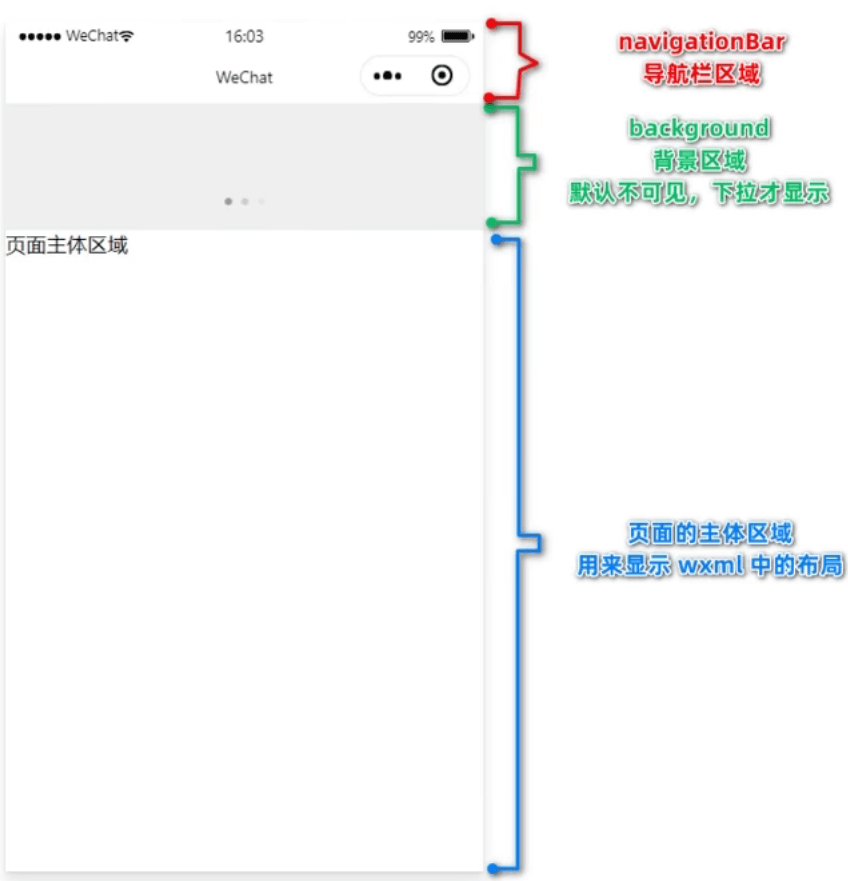 ●●●●● WeChat 16:03 99%
WeChat
页面主体区域
navigationBar
导航栏区域
background
背景区域
默认不可见，下拉才显示
页面的主体区域
用来显示 wxml 中的布局